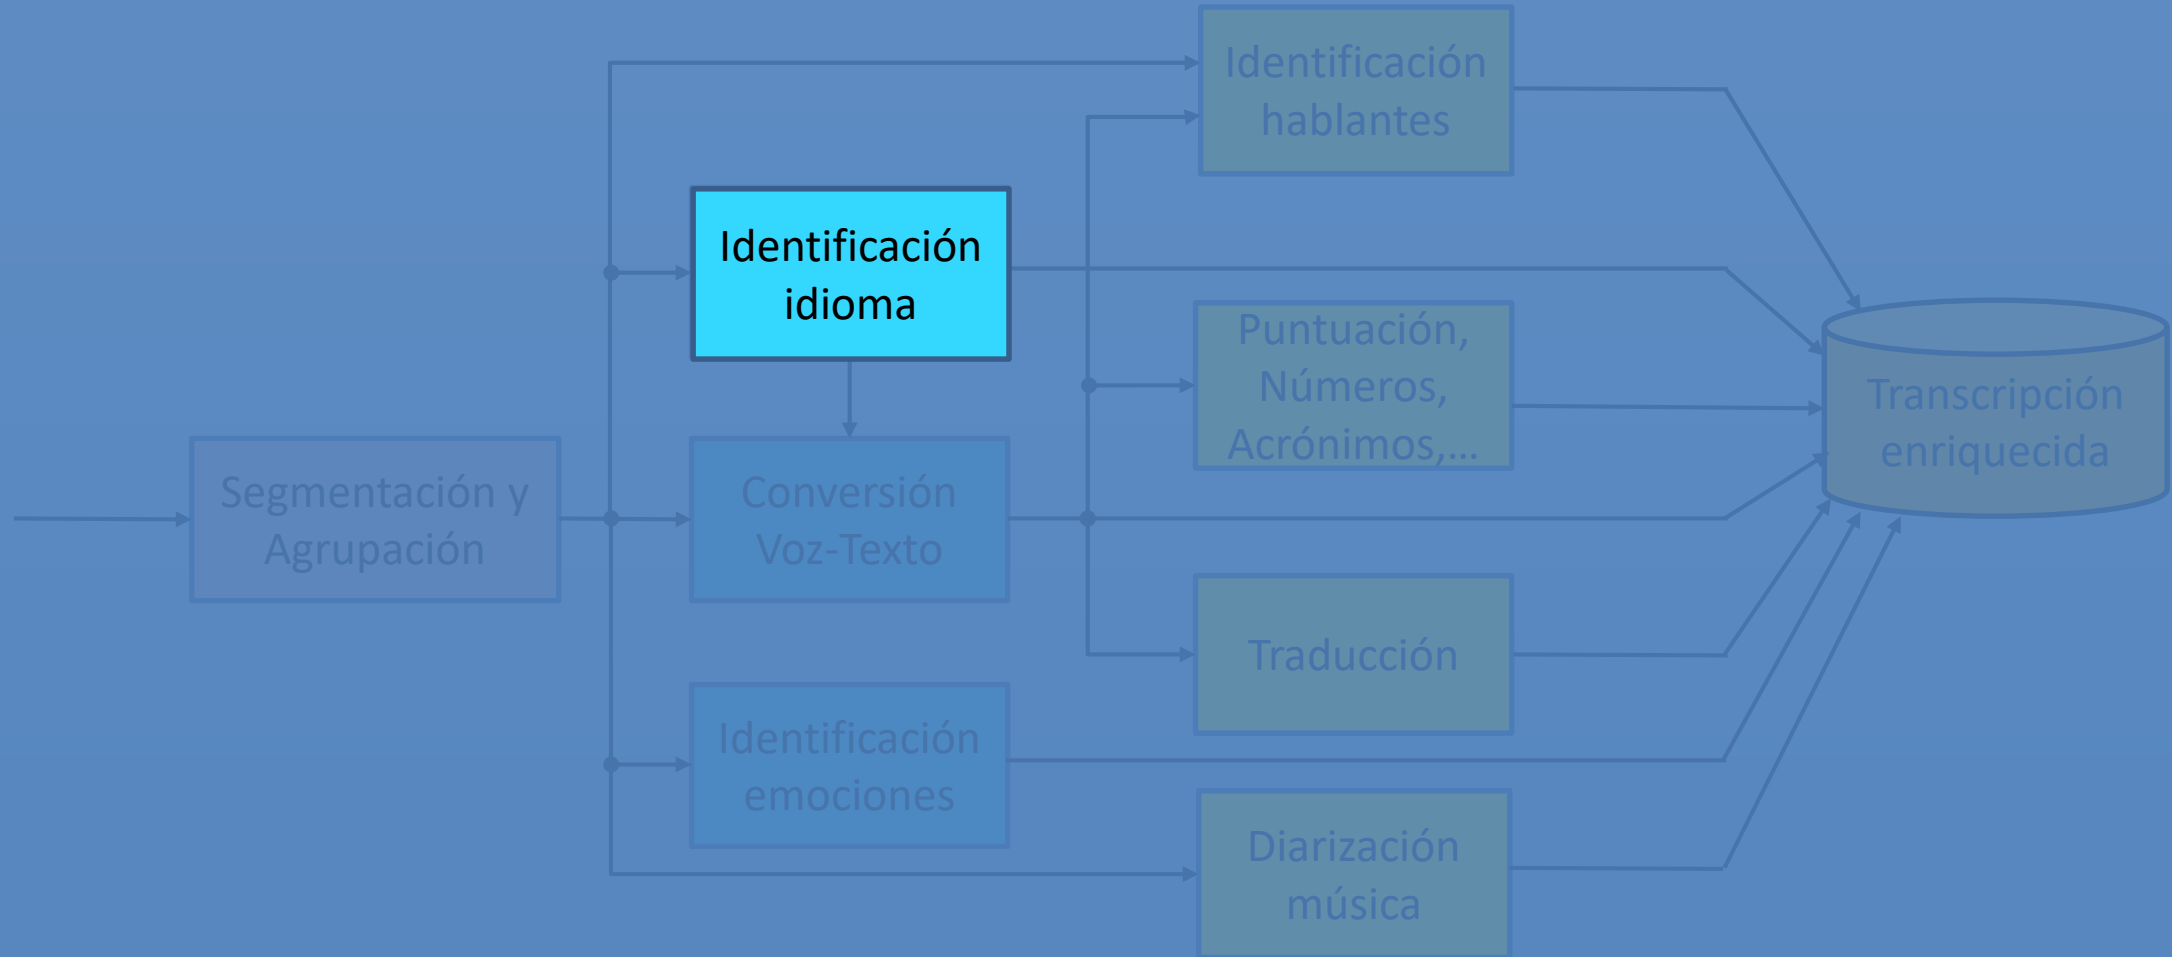 Identificación
hablantes
Identificación
idioma
Puntuación,
Números,
Acrónimos,...
Transcripción
enriquecida
Segmentación y
Agrupación
Conversión
Voz-Texto
Traducción
Identificación
emociones
Diarización
música